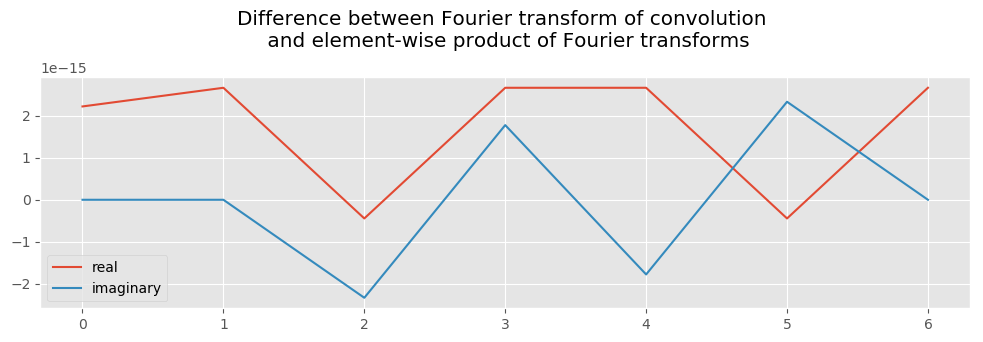 Difference between Fourier transform of convolution
and element-wise product of Fourier transforms
1e−15
2
1
0
−1
−2
real
imaginary
0 1 2 3 4 5 6